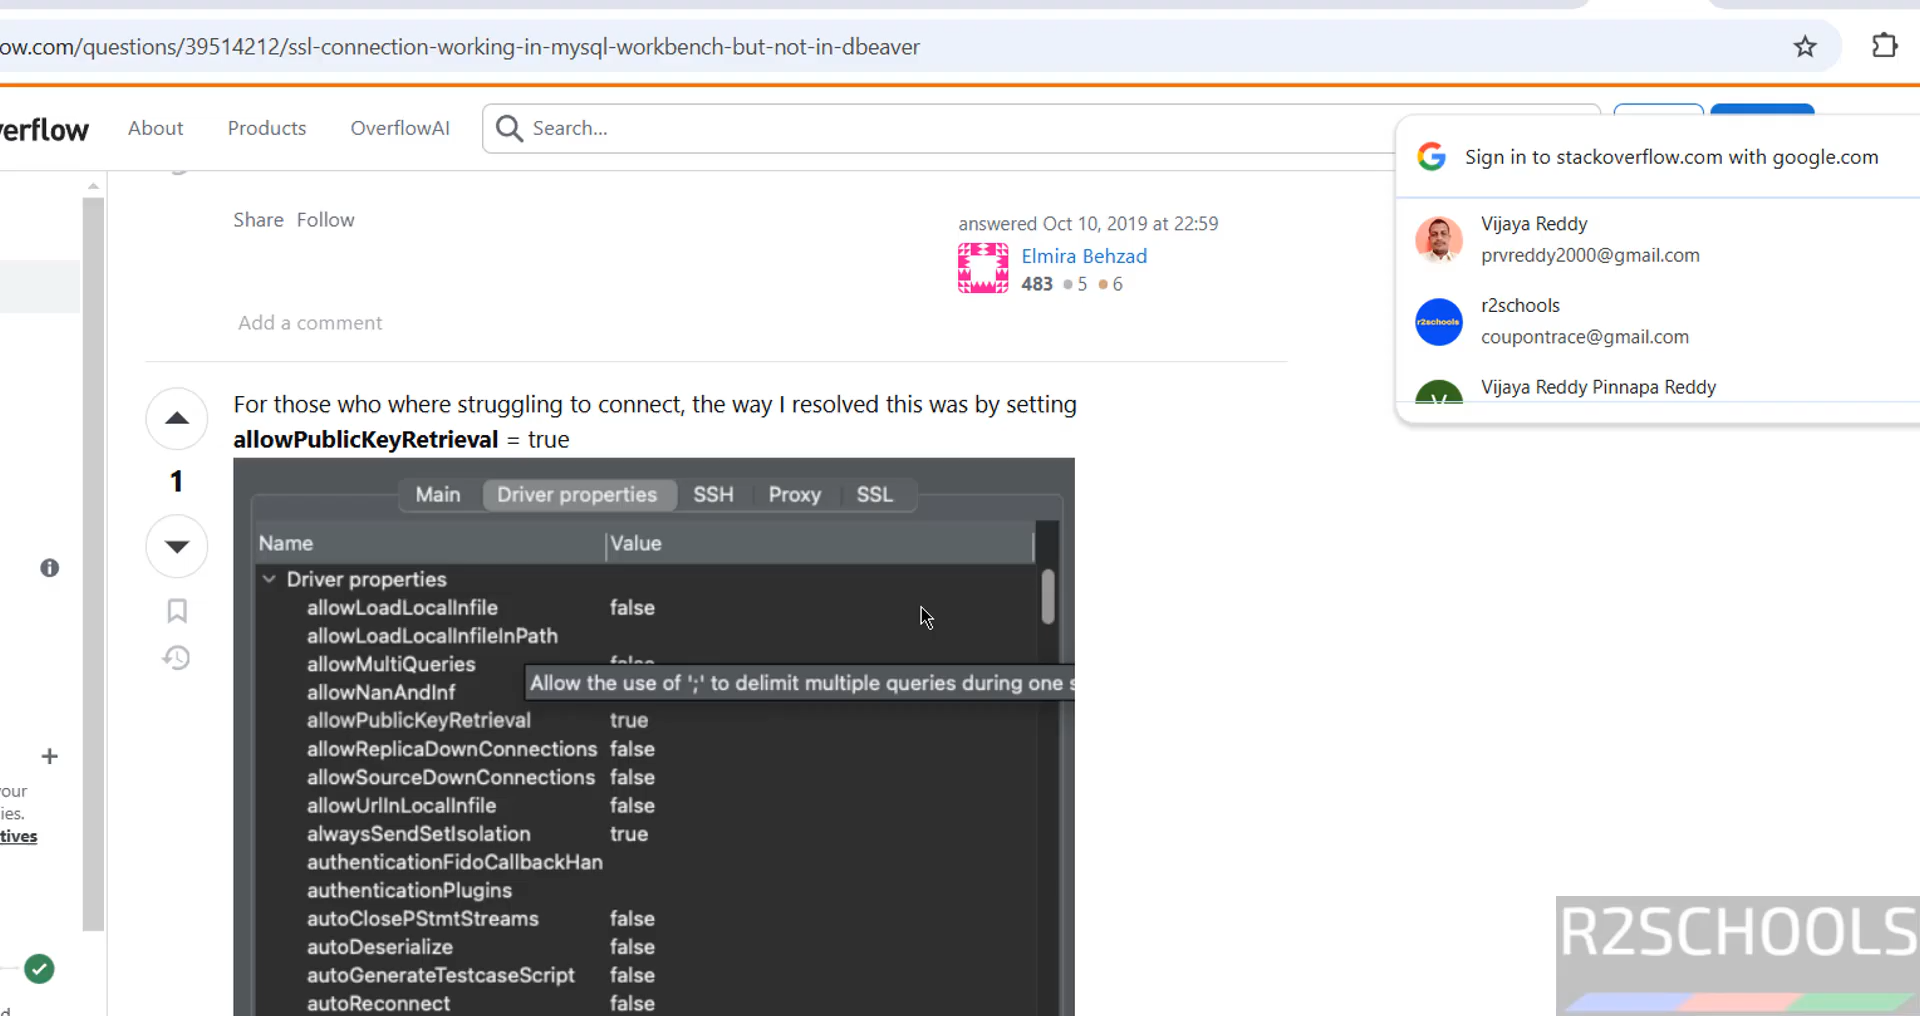 ow.com/questions/39514212/ssl-connection-working-in-mysql-workbench-but-not-in-dbeaver
verflow About Products OverflowAI Search...
Sign in to stackoverflow.com with google.com
Vijaya Reddy
prvreddy2000@gmail.com
r2schools
r2schools
coupontrace@gmail.com
V
Vijaya Reddy Pinnapa Reddy
Share Follow
answered Oct 10, 2019 at 22:59
Elmira Behzad
483 5 6
Add a comment
1
For those who where struggling to connect, the way I resolved this was by setting
allowPublicKeyRetrieval = true
Main Driver properties SSH Proxy SSL
Name Value
Driver properties
allowLoadLocalInfile false
allowLoadLocalInfileInPath
allowMultiQueries false
Allow the use of ';' to delimit multiple queries during one s
allowNanAndInf
allowPublicKeyRetrieval true
allowReplicaDownConnections false
allowSourceDownConnections false
allowUrlInLocalInfile false
alwaysSendSetIsolation true
authenticationFidoCallbackHan
authenticationPlugins
autoClosePStmtStreams false
autoDeserialize false
autoGenerateTestcaseScript false
autoReconnect false
your
ies.
tives
R2SCHOOLS